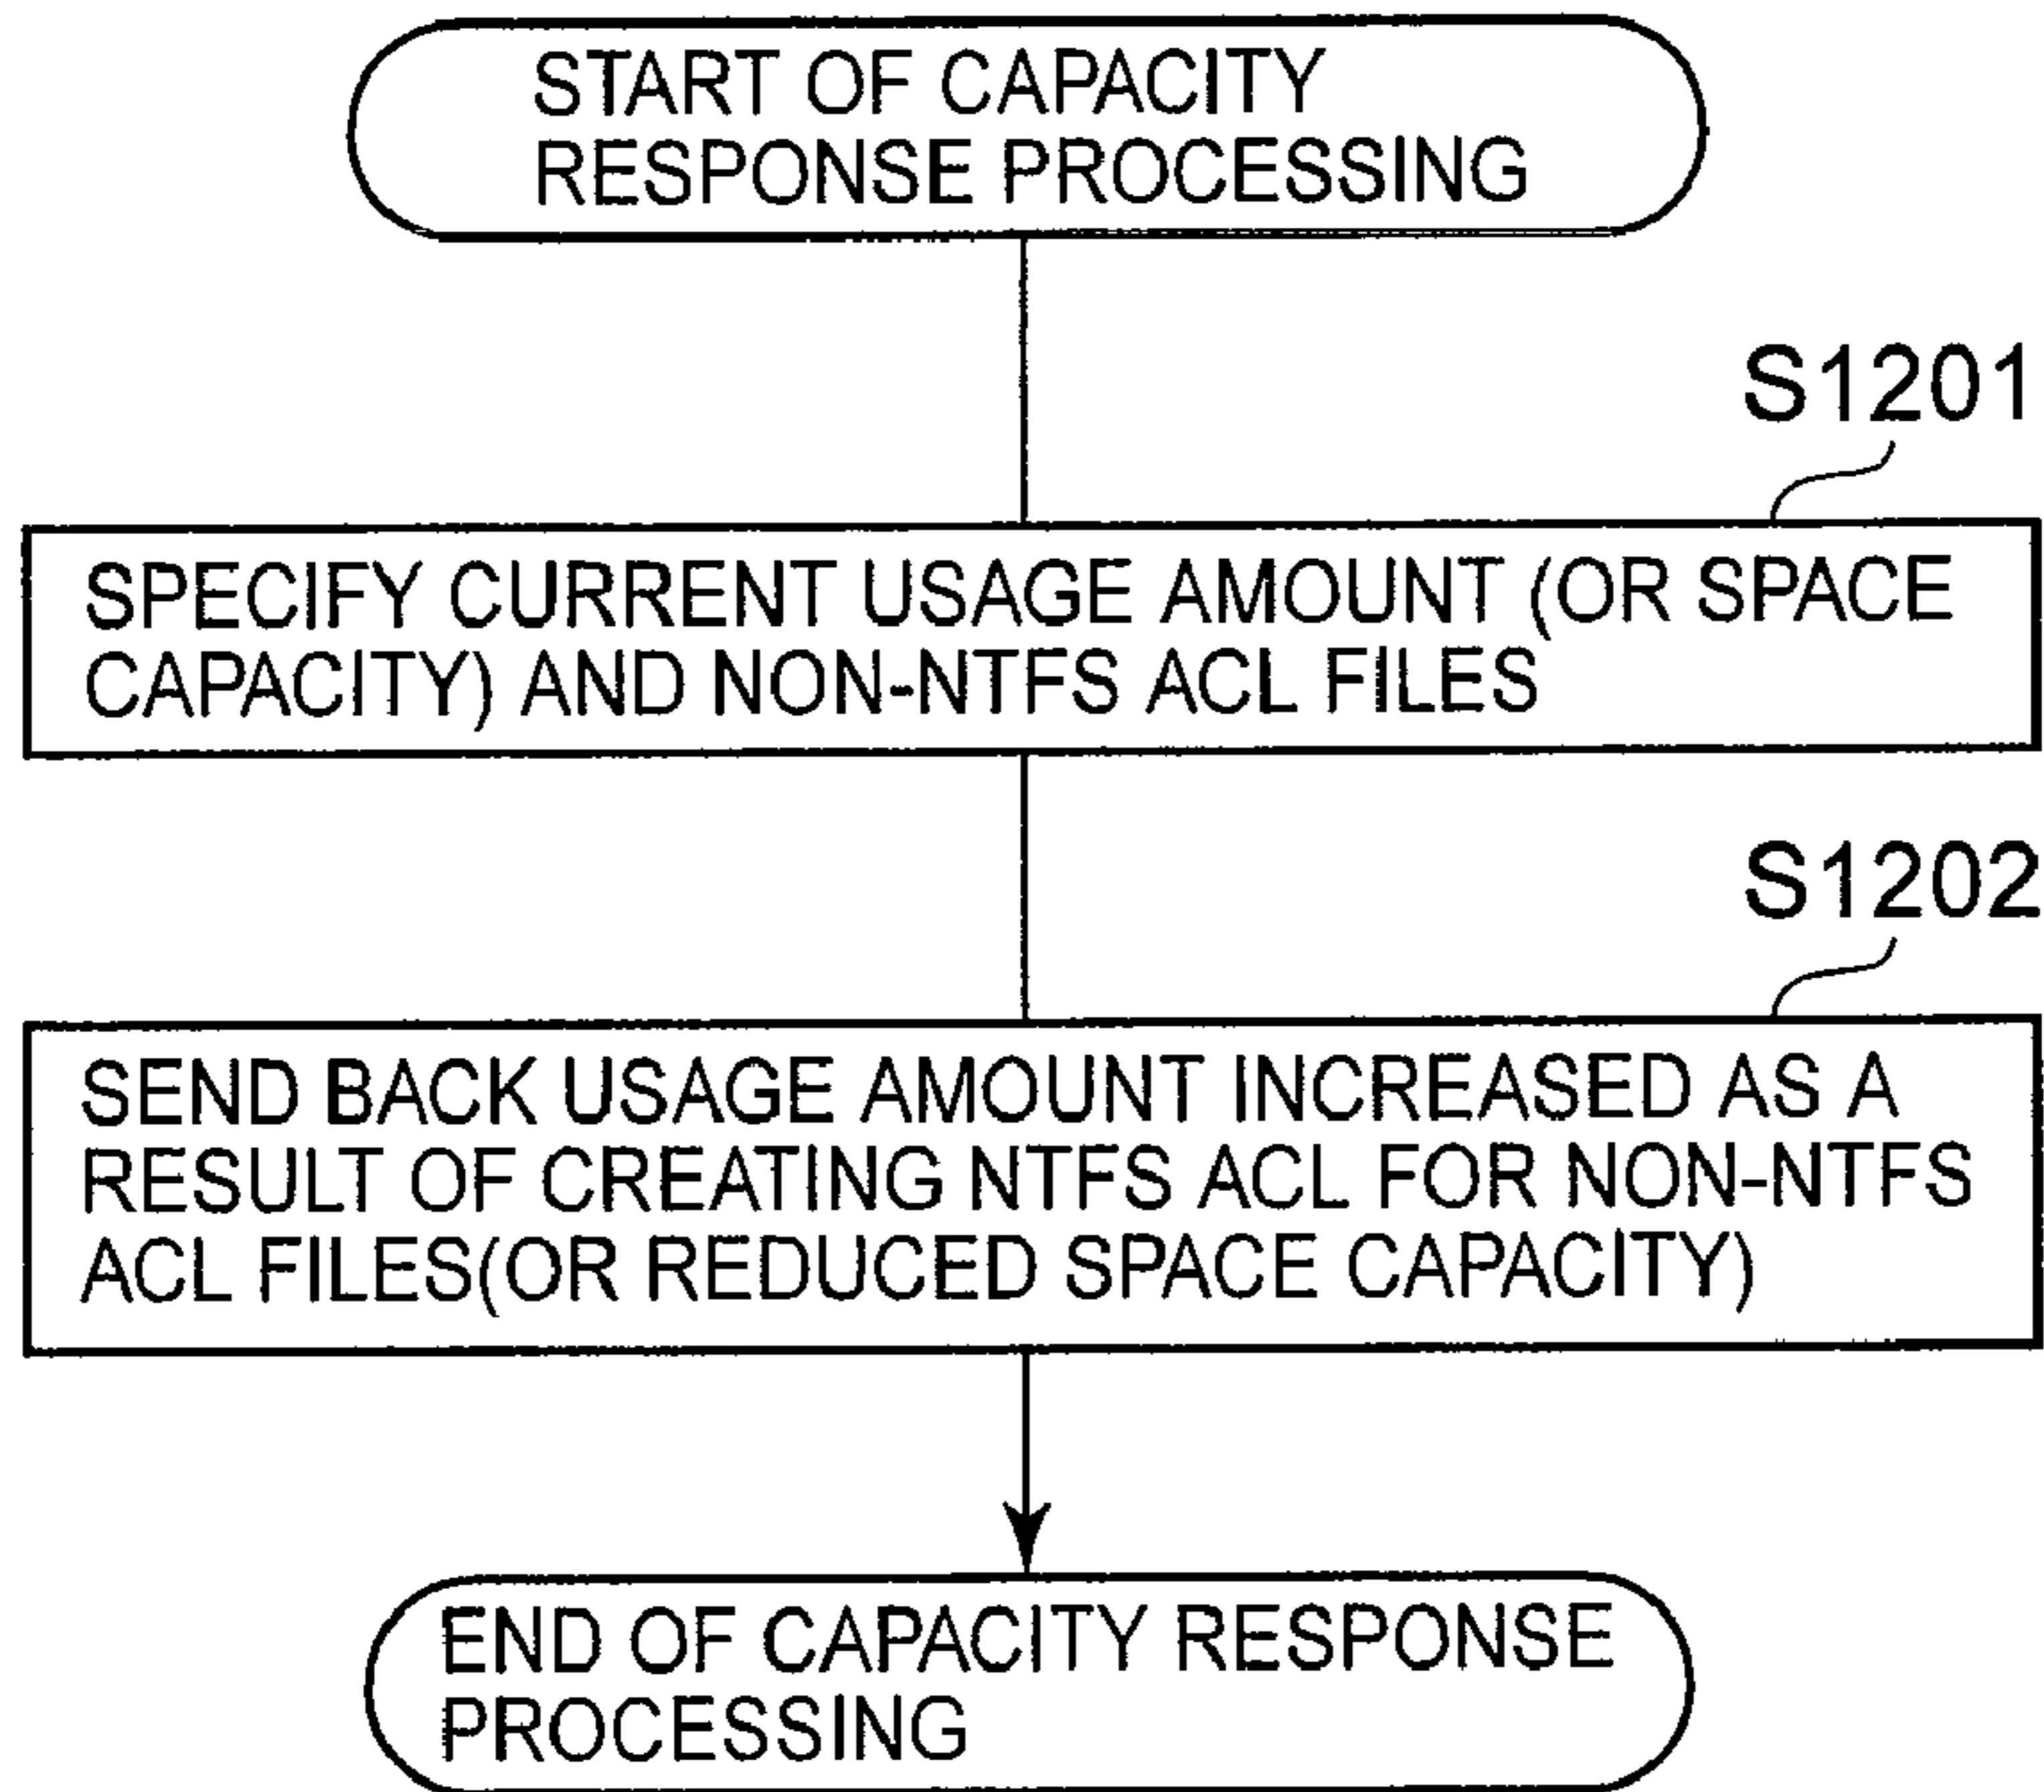 START OF CAPACITY
RESPONSE PROCESSING
S1201
SPECIFY CURRENT USAGE AMOUNT (OR SPACE
CAPACITY) AND NON-NTFS ACL FILES
S1202
SEND BACK USAGE AMOUNT INCREASED AS A
RESULT OF CREATING NTFS ACL FOR NON-NTFS
ACL FILES(OR REDUCED SPACE CAPACITY)
END OF CAPACITY RESPONSE
PROCESSING